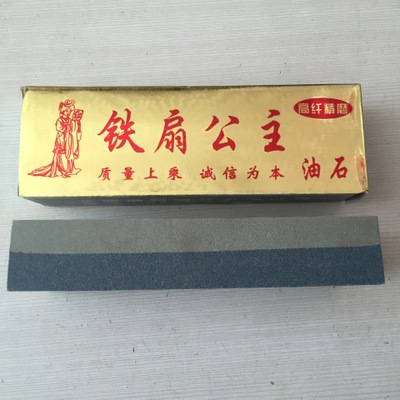 高纤精磨
铁扇公主
质量上乘 诚信为本 油石